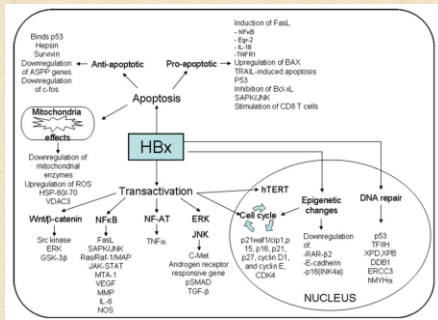 Binds p53
Hepsin
Survivin
Downregulation
of ASPP genes
Downregulation
of c-fos
Anti-apoptotic
Pro-apoptotic
Induction of FasL
- NFκB
- Egr-2
- IL-18
-TNFR1
Upregulation of BAX
TRAIL-induced apoptosis
P53
Inhibition of Bcl-xL
SAPK/JNK
Stimulation of CD8 T cells
Apoptosis
Mitochondria
effects
HBx
Downregulation of
mitochondrial
enzymes
Upregulation of ROS
HSP-60/-70
VDAC3
Transactivation
hTERT
Wnt/β-catenin
Src kinase
ERK
GSK-3β
NFκB
FasL
SAPK/JNK
Ras/Raf-1/MAP
JAK-STAT
MTA-1
VEGF
MMP
IL-6
NOS
NF-AT
TNFα
ERK
JNK
C-Met
Androgen receptor
responsive gene
pSMAD
TGF-β
Cell cycle
p21waf1/cip1,p
15, p16, p21,
p27, cyclin D1,
and cyclin E,
CDK4
Epigenetic
changes
Downregulation
of
-RAR-β2
-E-cadherin
-p16(INK4a)
DNA repair
p53
TFIIH
XPD,XPB
DDB1
ERCC3
hMYHα
NUCLEUS